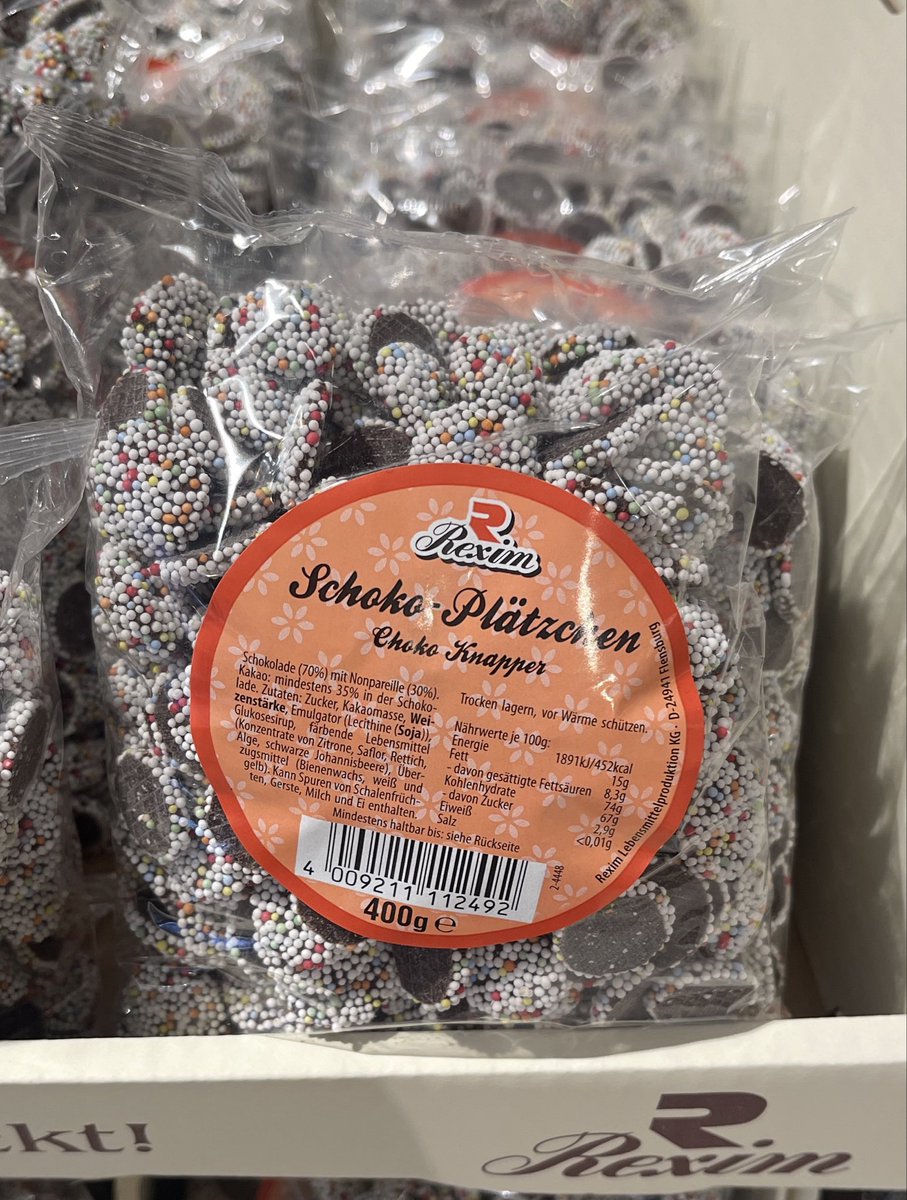 Rexim
Schoko-Plätzchen
Choko Knapper
Schokolade (70%) mit Nonpareille (30%).
Kakao: mindestens 35% in der Schoko-
lade. Zutaten: Zucker, Kakaomasse, Wei-
zenstärke, Emulgator (Lecithine (Soja)),
Glukosesirup, färbende Lebensmittel
(Konzentrate von Zitrone, Saflor, Rettich,
Alge, schwarze Johannisbeere), Über-
zugsmittel (Bienenwachs, weiß und
gelb). Kann Spuren von Schalenfrüch-
ten, Gerste, Milch und Ei enthalten.
Mindestens haltbar bis: siehe Rückseite
Trocken lagern, vor Wärme schützen.
Nährwerte je 100g:
Energie 1891kJ/452kcal
Fett 15g
- davon gesättigte Fettsäuren 8,3g
Kohlenhydrate 74g
- davon Zucker 67g
Eiweiß 2,9g
Salz <0,01g
Rexim Lebensmittelproduktion KG · D-24941 Flensburg
4 009211 112492
2-4448
400g e
ekt!
R
Rexim